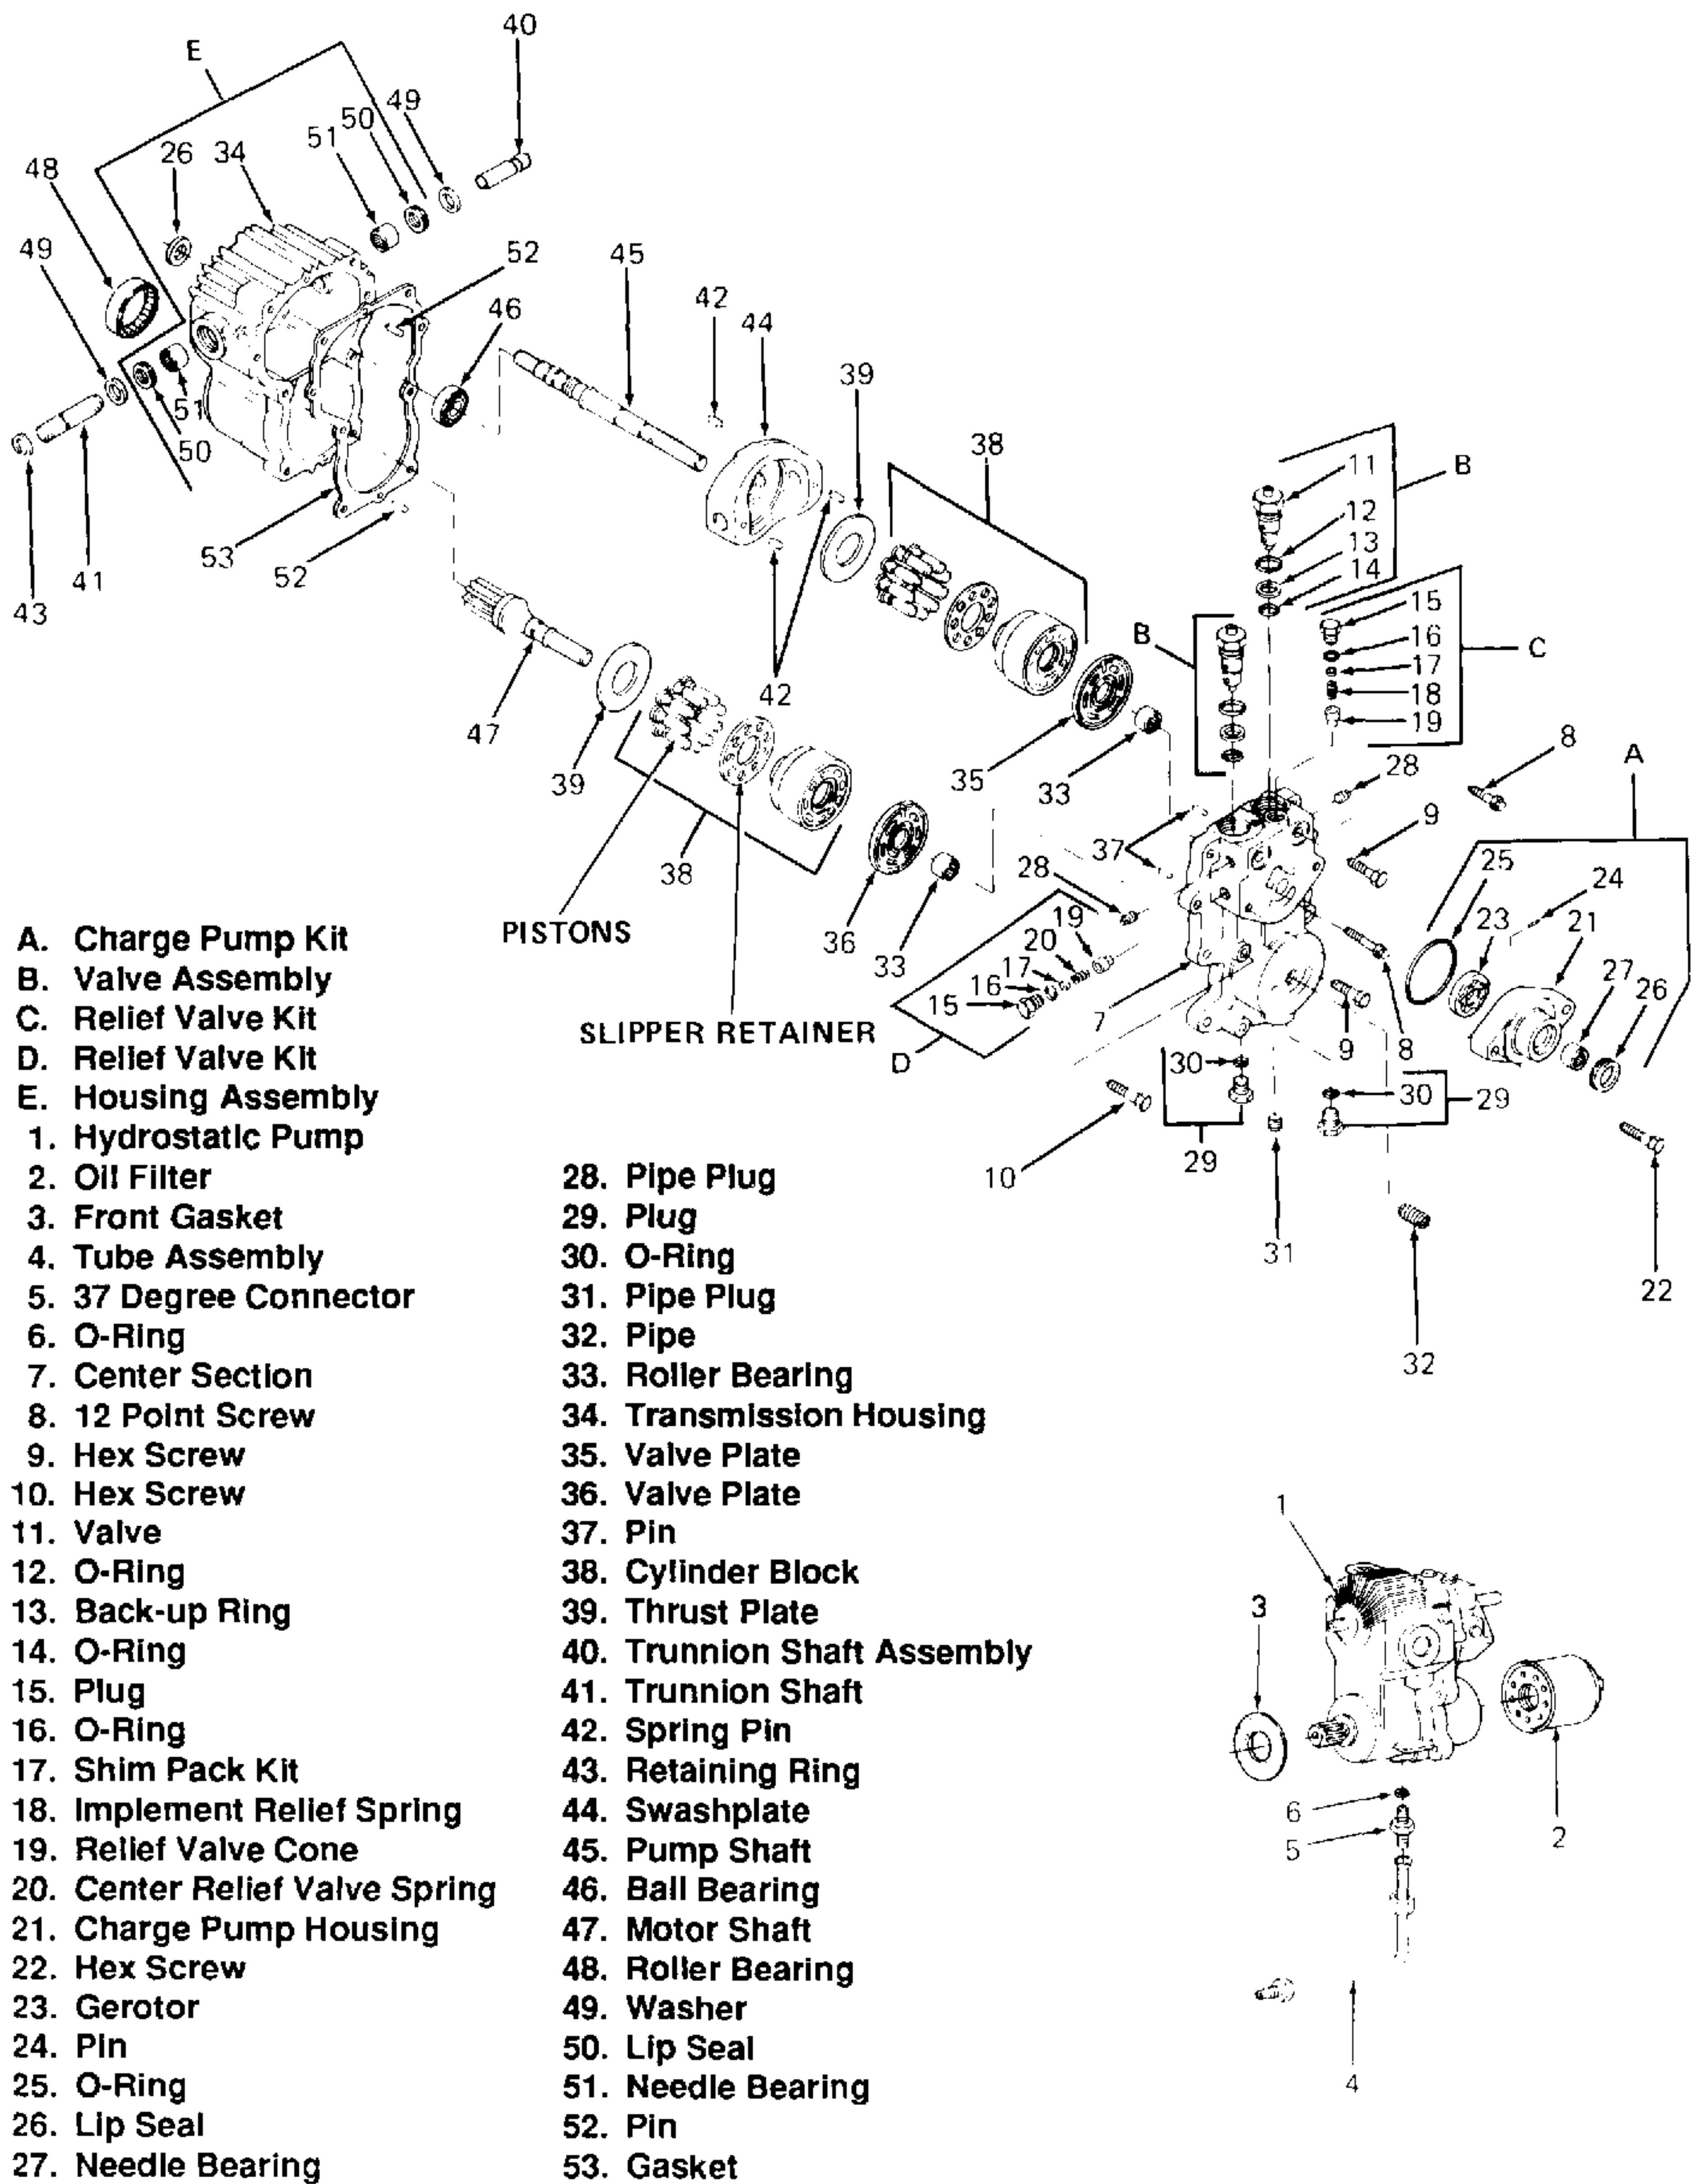 40
E
49
50
51
26
34
48
49
52
45
42
44
46
39
38
11
B
12
13
14
15
16
17
18
19
C
B
51
50
53
52
41
43
42
47
39
35
33
8
28
A
9
37
28
25
24
23
21
27
26
38
PISTONS
36
33
19
20
17
16
15
D
7
SLIPPER RETAINER
9
8
30
29
30
29
10
31
22
32
A. Charge Pump Kit
B. Valve Assembly
C. Relief Valve Kit
D. Relief Valve Kit
E. Housing Assembly
1. Hydrostatic Pump
2. Oil Filter
3. Front Gasket
4. Tube Assembly
5. 37 Degree Connector
6. O-Ring
7. Center Section
8. 12 Point Screw
9. Hex Screw
10. Hex Screw
11. Valve
12. O-Ring
13. Back-up Ring
14. O-Ring
15. Plug
16. O-Ring
17. Shim Pack Kit
18. Implement Relief Spring
19. Relief Valve Cone
20. Center Relief Valve Spring
21. Charge Pump Housing
22. Hex Screw
23. Gerotor
24. Pin
25. O-Ring
26. Lip Seal
27. Needle Bearing
28. Pipe Plug
29. Plug
30. O-Ring
31. Pipe Plug
32. Pipe
33. Roller Bearing
34. Transmission Housing
35. Valve Plate
36. Valve Plate
37. Pin
38. Cylinder Block
39. Thrust Plate
40. Trunnion Shaft Assembly
41. Trunnion Shaft
42. Spring Pin
43. Retaining Ring
44. Swashplate
45. Pump Shaft
46. Ball Bearing
47. Motor Shaft
48. Roller Bearing
49. Washer
50. Lip Seal
51. Needle Bearing
52. Pin
53. Gasket
1
3
6
5
2
4